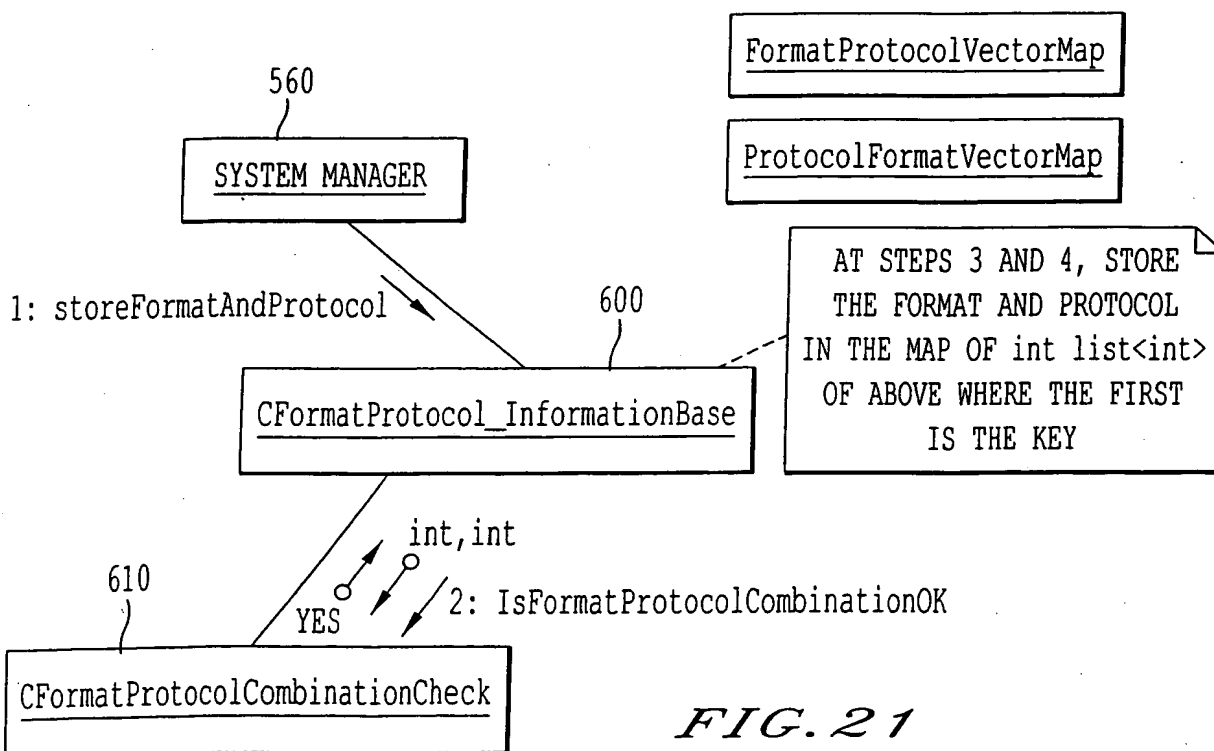 FormatProtocolVectorMap
560
SYSTEM MANAGER
ProtocolFormatVectorMap
AT STEPS 3 AND 4, STORE
THE FORMAT AND PROTOCOL
IN THE MAP OF int list<int>
OF ABOVE WHERE THE FIRST
IS THE KEY
1: storeFormatAndProtocol
600
CFormatProtocol_InformationBase
int,int
YES
2: IsFormatProtocolCombinationOK
610
CFormatProtocolCombinationCheck
FIG. 21